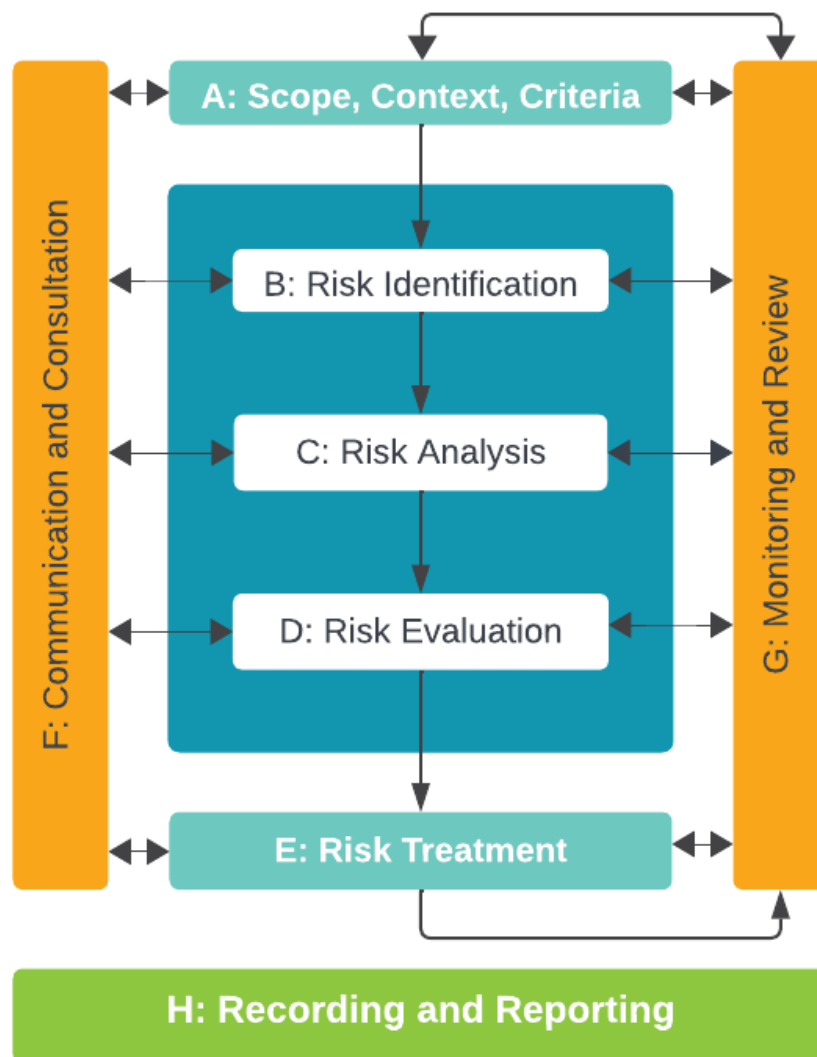 A: Scope, Context, Criteria
F: Communication and Consultation
B: Risk Identification
C: Risk Analysis
D: Risk Evaluation
G: Monitoring and Review
E: Risk Treatment
H: Recording and Reporting